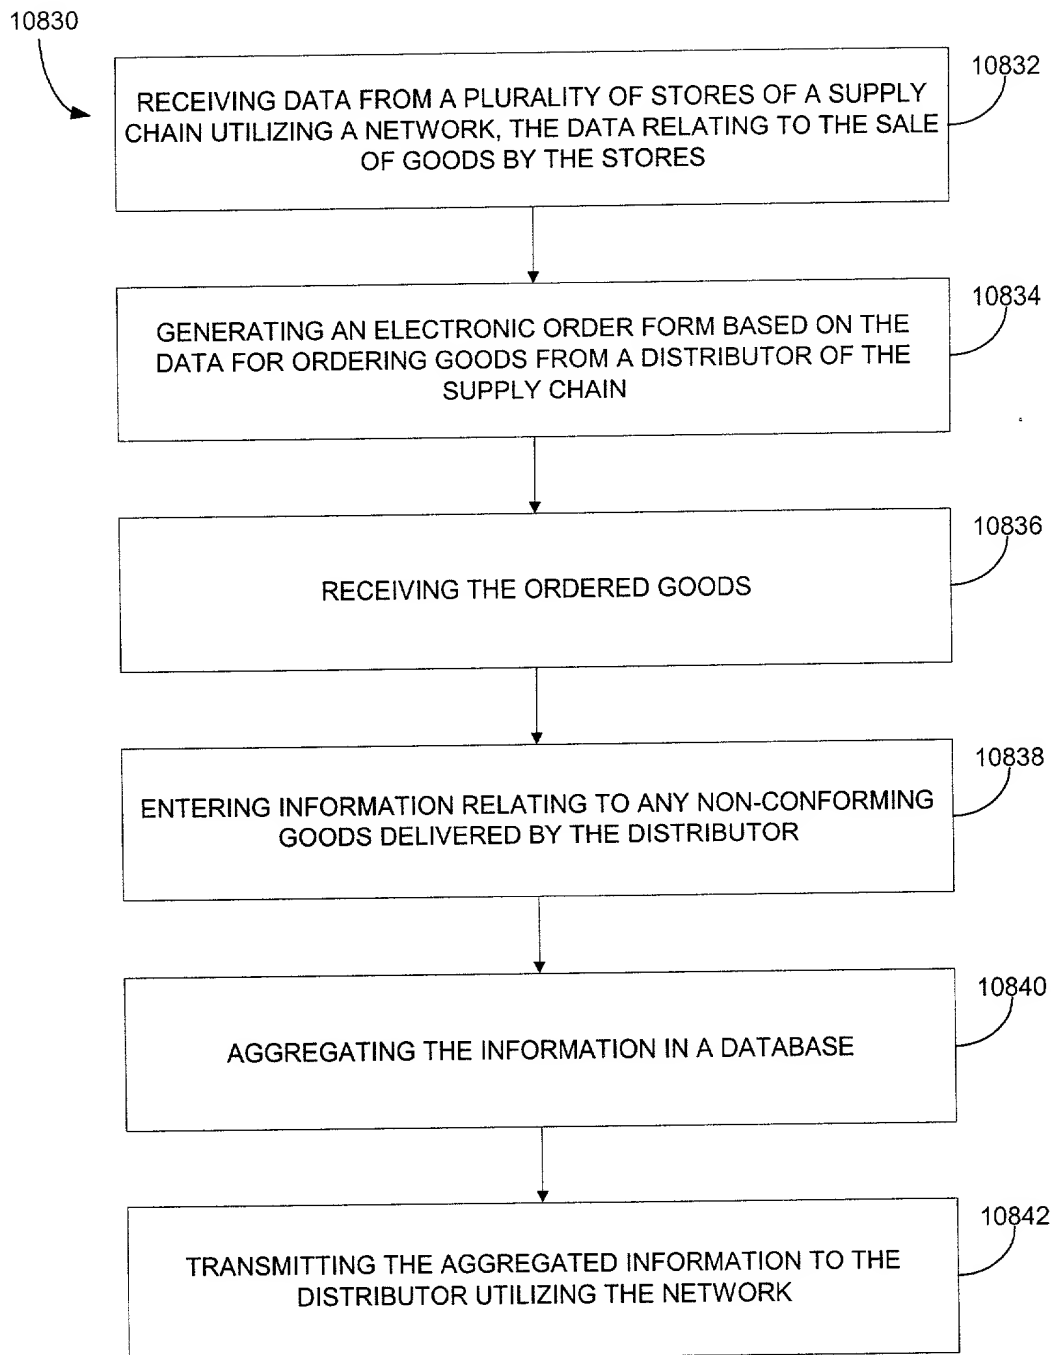 10830
10832
RECEIVING DATA FROM A PLURALITY OF STORES OF A SUPPLY
CHAIN UTILIZING A NETWORK, THE DATA RELATING TO THE SALE
OF GOODS BY THE STORES
10834
GENERATING AN ELECTRONIC ORDER FORM BASED ON THE
DATA FOR ORDERING GOODS FROM A DISTRIBUTOR OF THE
SUPPLY CHAIN
10836
RECEIVING THE ORDERED GOODS
10838
ENTERING INFORMATION RELATING TO ANY NON-CONFORMING
GOODS DELIVERED BY THE DISTRIBUTOR
10840
AGGREGATING THE INFORMATION IN A DATABASE
10842
TRANSMITTING THE AGGREGATED INFORMATION TO THE
DISTRIBUTOR UTILIZING THE NETWORK